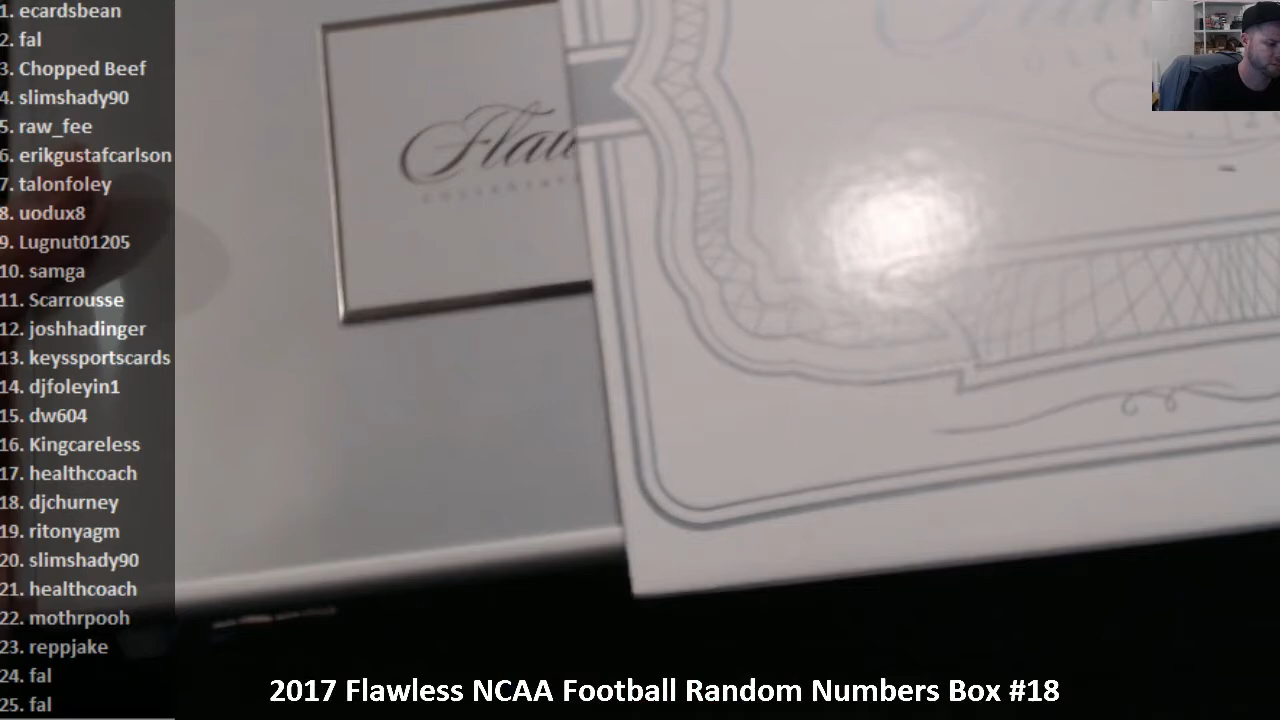 1. ecardsbean
2. fal
3. Chopped Beef
4. slimshady90
5. raw_fee
6. erikgustafcarlson
7. talonfoley
8. uodux8
9. Lugnut01205
10. samga
11. Scarrousse
12. joshhadinger
13. keyssportscards
14. djfoleyin1
15. dw604
16. Kingcareless
17. healthcoach
18. djchurney
19. ritonyagm
20. slimshady90
21. healthcoach
22. mothrpooh
23. reppjake
24. fal
25. fal
2017 Flawless NCAA Football Random Numbers Box #18